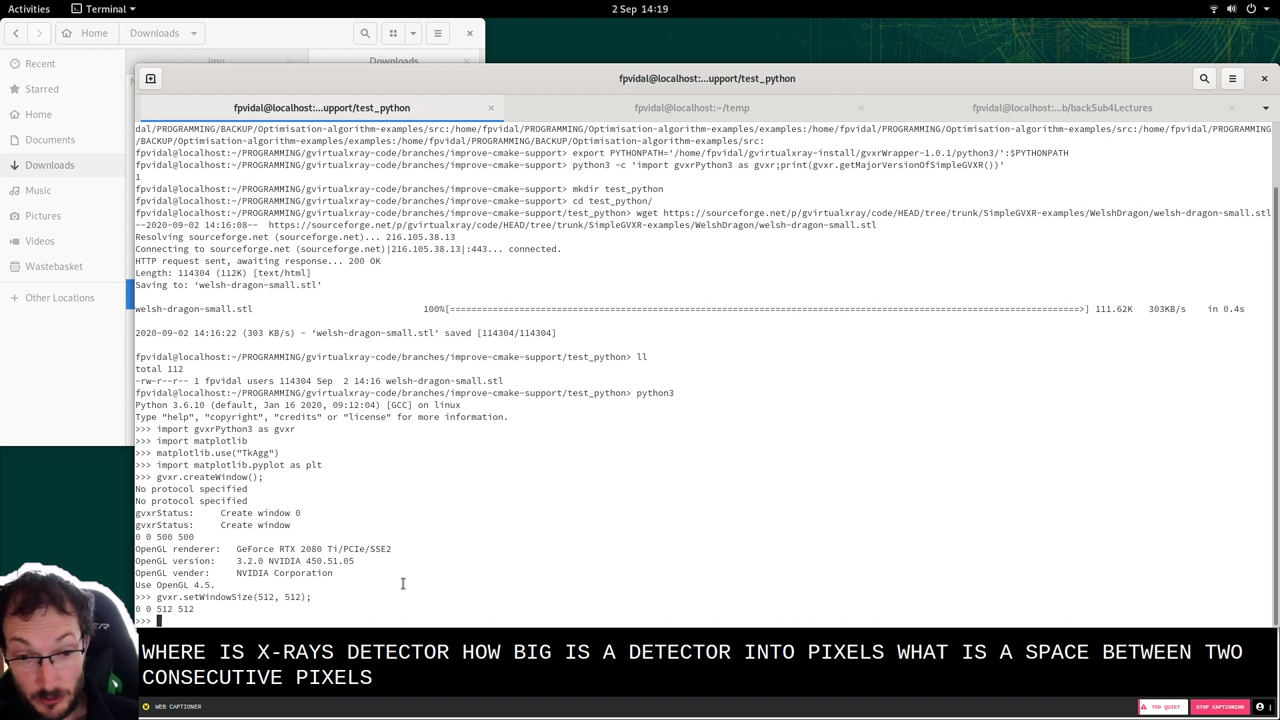 Activities
Terminal
2 Sep 14:19
Home
Downloads
Img
Downloads
Recent
Starred
Home
Documents
Downloads
Music
Pictures
Videos
Wastebasket
Other Locations
fpvidal@localhost:...upport/test_python
fpvidal@localhost:...upport/test_python
fpvidal@localhost:~/temp
fpvidal@localhost:...b/backSub4Lectures
dal/PROGRAMMING/BACKUP/Optimisation-algorithm-examples/src:/home/fpvidal/PROGRAMMING/Optimisation-algorithm-examples/examples:/home/fpvidal/PROGRAMMING/Optimisation-algorithm-examples/src:/home/fpvidal/PROGRAMMING
/BACKUP/Optimisation-algorithm-examples/examples:/home/fpvidal/PROGRAMMING/BACKUP/Optimisation-algorithm-examples/src:
fpvidal@localhost:~/PROGRAMMING/gvirtualxray-code/branches/improve-cmake-support> export PYTHONPATH='/home/fpvidal/gvirtualxray-install/gvxrWrapper-1.0.1/python3/':$PYTHONPATH
fpvidal@localhost:~/PROGRAMMING/gvirtualxray-code/branches/improve-cmake-support> python3 -c 'import gvxrPython3 as gvxr;print(gvxr.getMajorVersionOfSimpleGVXR())'
1
fpvidal@localhost:~/PROGRAMMING/gvirtualxray-code/branches/improve-cmake-support> mkdir test_python
fpvidal@localhost:~/PROGRAMMING/gvirtualxray-code/branches/improve-cmake-support> cd test_python/
fpvidal@localhost:~/PROGRAMMING/gvirtualxray-code/branches/improve-cmake-support/test_python> wget https://sourceforge.net/p/gvirtualxray/code/HEAD/tree/trunk/SimpleGVXR-examples/WelshDragon/welsh-dragon-small.stl
--2020-09-02 14:16:08--  https://sourceforge.net/p/gvirtualxray/code/HEAD/tree/trunk/SimpleGVXR-examples/WelshDragon/welsh-dragon-small.stl
Resolving sourceforge.net (sourceforge.net)... 216.105.38.13
Connecting to sourceforge.net (sourceforge.net)|216.105.38.13|:443... connected.
HTTP request sent, awaiting response... 200 OK
Length: 114304 (112K) [text/html]
Saving to: ‘welsh-dragon-small.stl’
welsh-dragon-small.stl 100%[=========================================================================================================>] 111.62K 303KB/s in 0.4s
2020-09-02 14:16:22 (303 KB/s) - ‘welsh-dragon-small.stl’ saved [114304/114304]
fpvidal@localhost:~/PROGRAMMING/gvirtualxray-code/branches/improve-cmake-support/test_python> ll
total 112
-rw-r--r-- 1 fpvidal users 114304 Sep  2 14:16 welsh-dragon-small.stl
fpvidal@localhost:~/PROGRAMMING/gvirtualxray-code/branches/improve-cmake-support/test_python> python3
Python 3.6.10 (default, Jan 16 2020, 09:12:04) [GCC] on linux
Type "help", "copyright", "credits" or "license" for more information.
>>> import gvxrPython3 as gvxr
>>> import matplotlib
>>> matplotlib.use("TkAgg")
>>> import matplotlib.pyplot as plt
>>> gvxr.createWindow();
No protocol specified
No protocol specified
gvxrStatus:     Create window 0
gvxrStatus:     Create window
0 0 500 500
OpenGL renderer:   GeForce RTX 2080 Ti/PCIe/SSE2
OpenGL version:    3.2.0 NVIDIA 450.51.05
OpenGL vender:     NVIDIA Corporation
Use OpenGL 4.5.
>>> gvxr.setWindowSize(512, 512);
0 0 512 512
>>>
WHERE IS X-RAYS DETECTOR HOW BIG IS A DETECTOR INTO PIXELS WHAT IS A SPACE BETWEEN TWO
CONSECUTIVE PIXELS
WEB CAPTIONER
TOO QUIET
STOP CAPTIONING